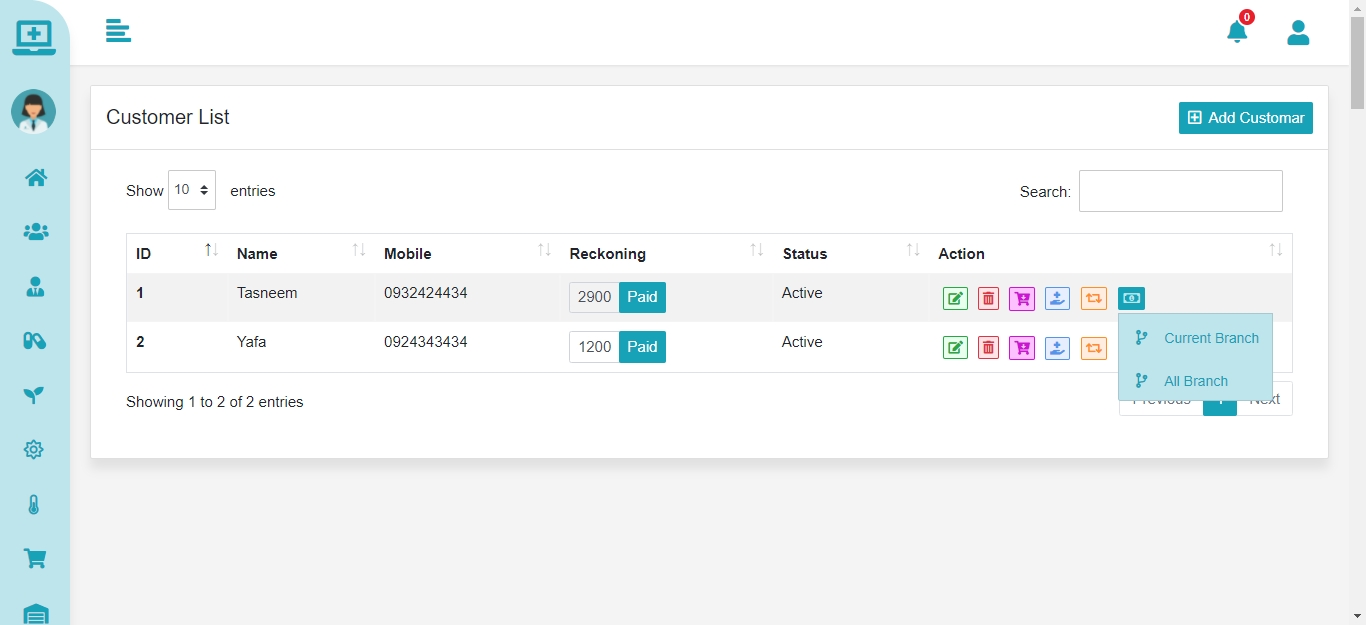 0
Customer List
Add Customar
Show 10 entries
Search:
ID Name Mobile Reckoning Status Action
1 Tasneem 0932424434 2900 Paid Active
2 Yafa 0924343434 1200 Paid Active
Current Branch
All Branch
Showing 1 to 2 of 2 entries
Previous 1 Next